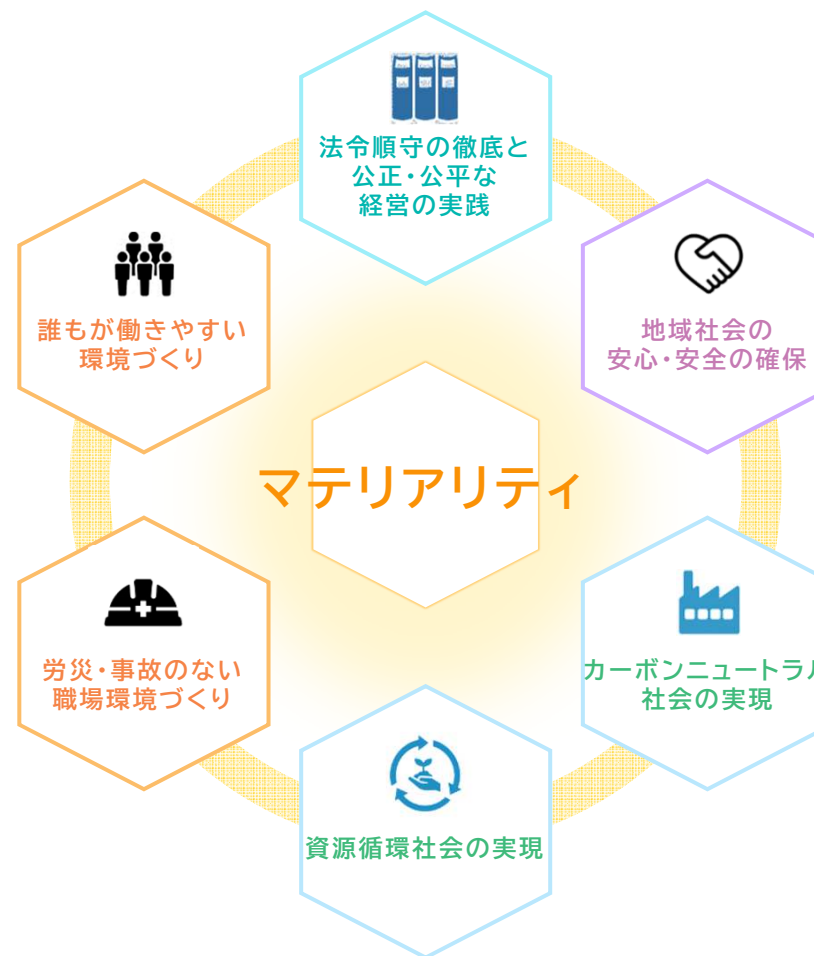 法令順守の徹底と
公正・公平な
経営の実践
誰もが働きやすい
環境づくり
地域社会の
安心・安全の確保
マテリアリティ
労災・事故のない
職場環境づくり
カーボンニュートラル
社会の実現
資源循環社会の実現